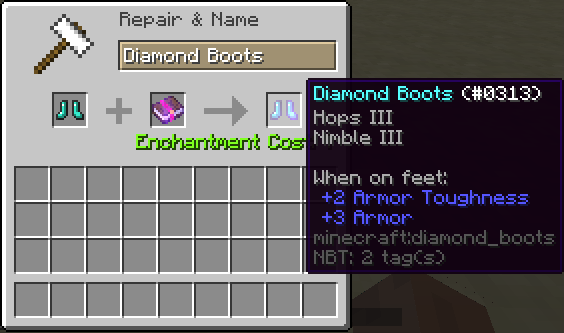 Repair & Name
Diamond Boots
Enchantment Cos
Diamond Boots (#0313)
Hops III
Nimble III
When on feet:
+2 Armor Toughness
+3 Armor
minecraft:diamond_boots
NBT: 2 tag(s)